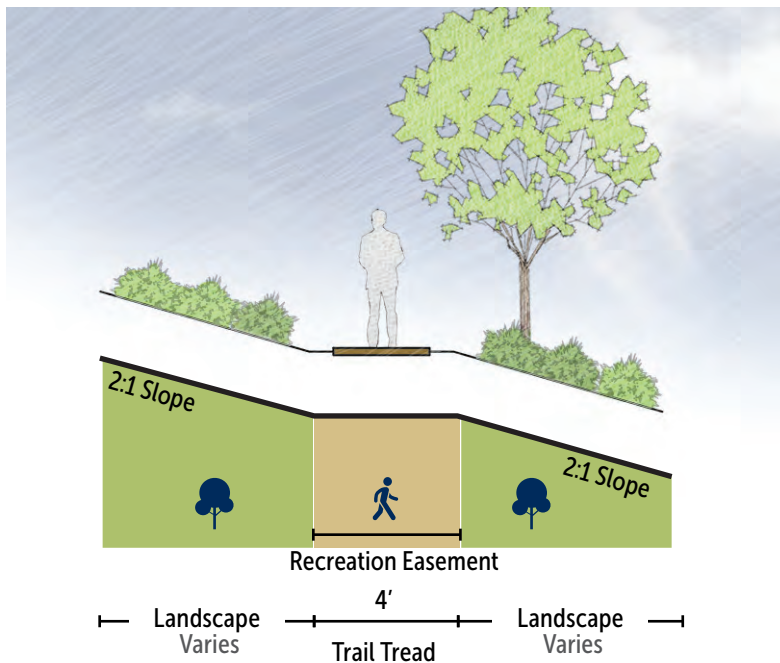 2:1 Slope
2:1 Slope
Recreation Easement
4’
Landscape
Varies
Trail Tread
Landscape
Varies